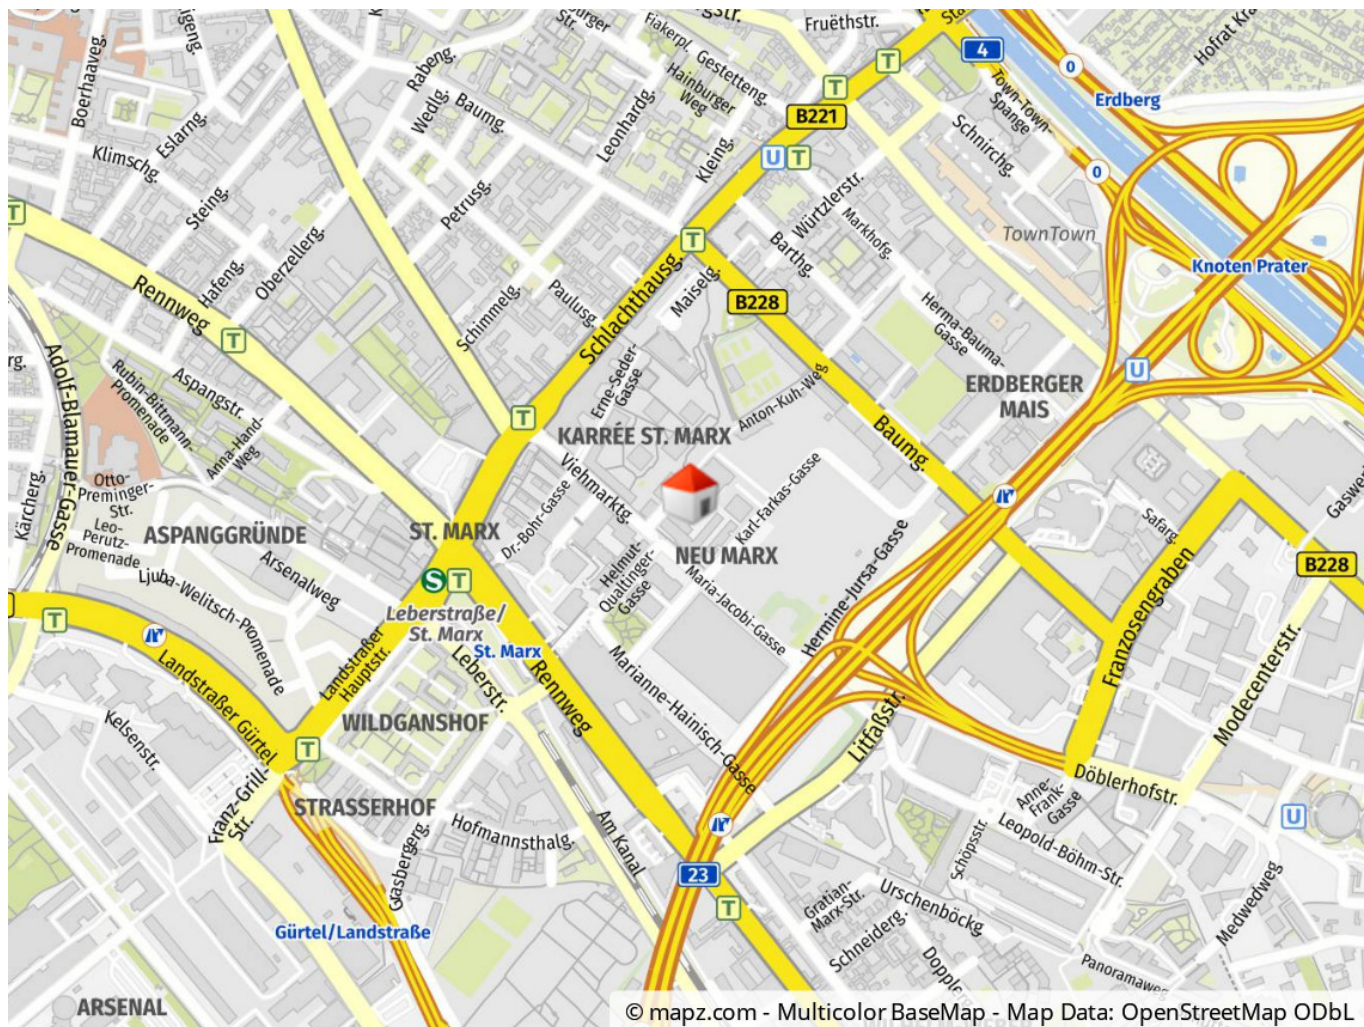 Fruëthstr.
Fiakerpl.
Gestetteng.
Hainburger
Weg
Hofrat
4
0
Erdberg
Town-Town-
Spange
Boerhaaveg.
Rabeng.
Wedlg.
Baumg.
Leonhardg.
Kleing.
B221
T
T
U
T
Schnirchg.
0
Eslarng.
Klimschg.
Steing.
Petrusg.
Würtzlerstr.
Markhofg.
Barthg.
TownTown
Knoten Prater
T
T
Oberzellerg.
Hafeng.
Rennweg
T
Schimmelg.
Paulusg.
Schlachthausg.
Maiselg.
B228
Herma-Bauma-
Gasse
U
ERDBERGER
MAIS
Adolf-Blamauer-Gasse
Rubin-Bittmann-
Promenade
Aspangstr.
Anna-Hand-
Weg
Erne-Seder-
Gasse
Anton-Kuh-Weg
T
KARRÉE ST. MARX
Baumg.
Kärcherg.
Otto-
Preminger-
Str.
Leo-
Perutz-
Promenade
ASPANGGRÜNDE
ST. MARX
Viehmarktg.
Dr.-Bohr-Gasse
Karl-Farkas-Gasse
NEU MARX
Safarg.
Franzosengraben
B228
Ljuba-Welitsch-Promenade
Arsenalweg
S
T
Leberstraße/
St. Marx
St. Marx
Helmut-
Qualtinger-
Gasse
Maria-Jacobi-Gasse
Hermine-Jursa-Gasse
T
Landstraßer Gürtel
Landstraßer
Hauptstr.
Leberstr.
Rennweg
Marianne-Hainisch-Gasse
Litfaßstr.
Modecenterstr.
Kelsenstr.
T
WILDGANSHOF
Franz-Grill-
Str.
STRASSERHOF
Glasbergerg.
Hofmannsthalg.
Am Kanal
Döblerhofstr.
Anne-
Frank-
Gasse
Leopold-Böhm-Str.
Schöpsstr.
U
23
T
Gürtel/Landstraße
Gratian-
Marx-Str.
Urschenböckg.
Schneiderg.
Medwedweg
Panoramaweg
ARSENAL
© mapz.com - Multicolor BaseMap - Map Data: OpenStreetMap ODbL